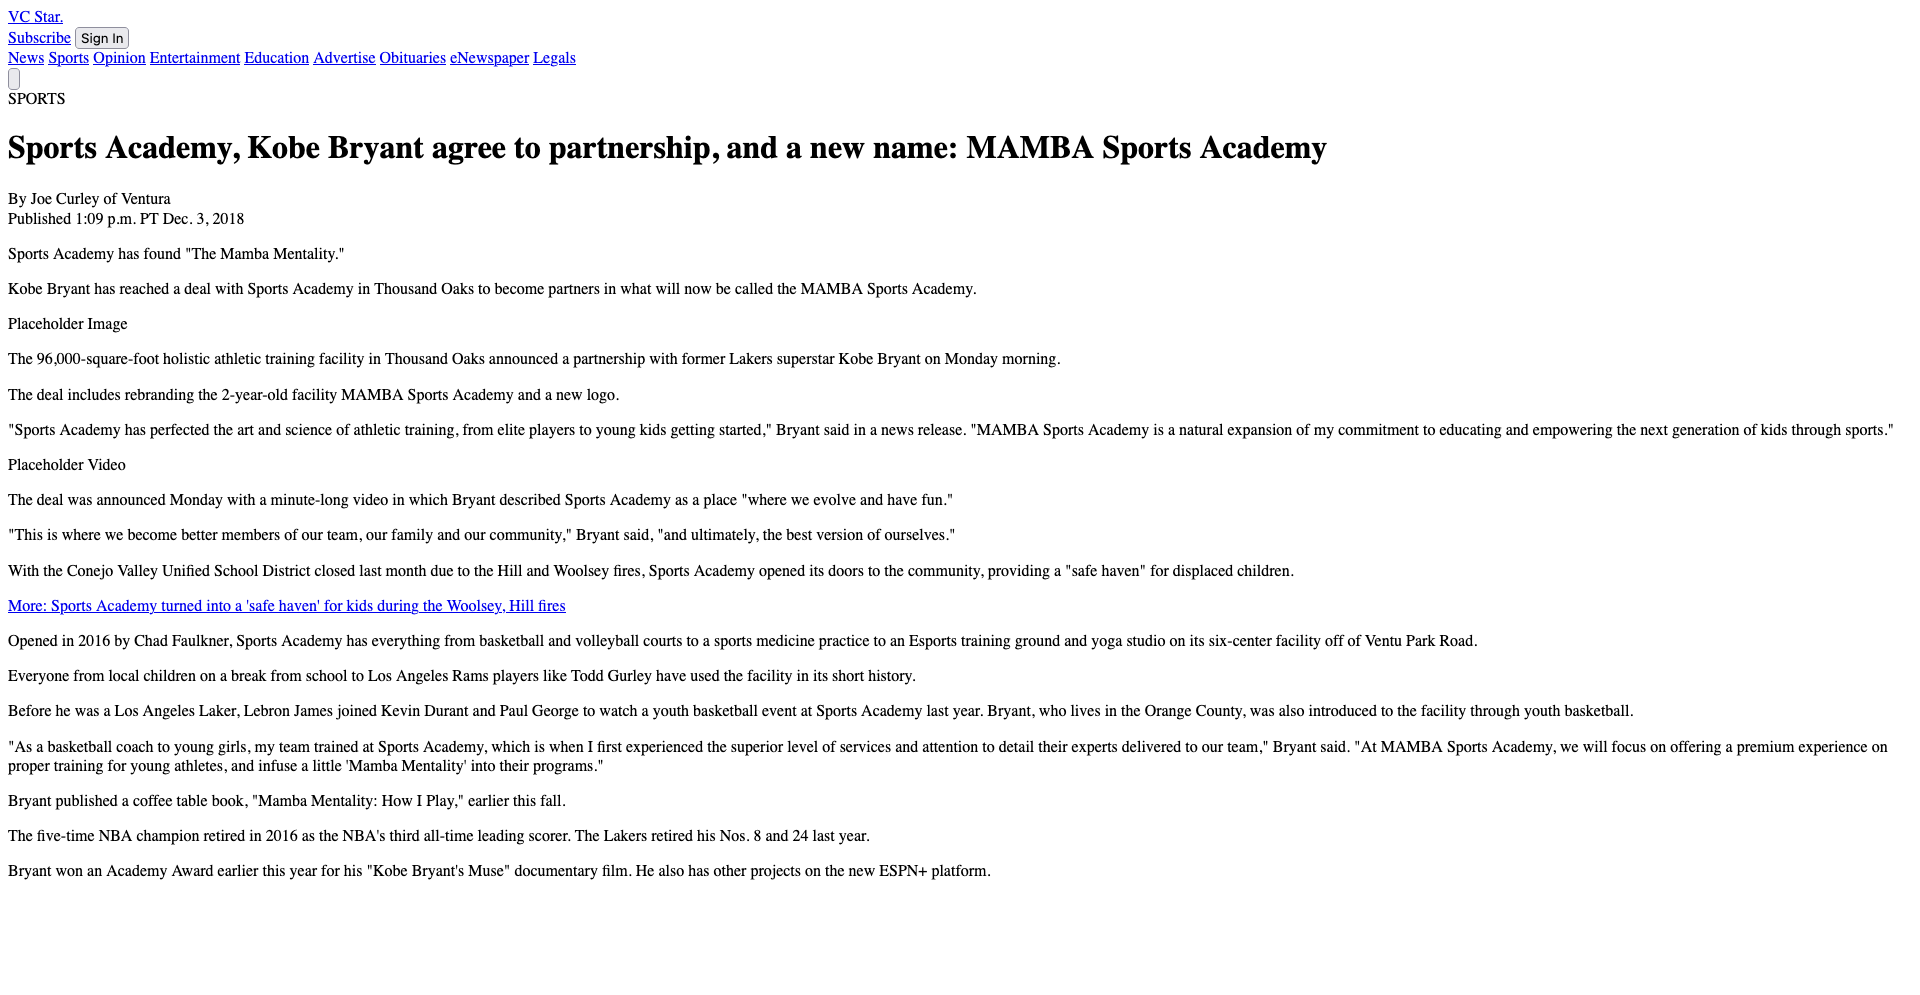 VC Star.
Subscribe Sign In
News Sports Opinion Entertainment Education Advertise Obituaries eNewspaper Legals
SPORTS
Sports Academy, Kobe Bryant agree to partnership, and a new name: MAMBA Sports Academy
By Joe Curley of Ventura
Published 1:09 p.m. PT Dec. 3, 2018
Sports Academy has found "The Mamba Mentality."
Kobe Bryant has reached a deal with Sports Academy in Thousand Oaks to become partners in what will now be called the MAMBA Sports Academy.
Placeholder Image
The 96,000-square-foot holistic athletic training facility in Thousand Oaks announced a partnership with former Lakers superstar Kobe Bryant on Monday morning.
The deal includes rebranding the 2-year-old facility MAMBA Sports Academy and a new logo.
"Sports Academy has perfected the art and science of athletic training, from elite players to young kids getting started," Bryant said in a news release. "MAMBA Sports Academy is a natural expansion of my commitment to educating and empowering the next generation of kids through sports."
Placeholder Video
The deal was announced Monday with a minute-long video in which Bryant described Sports Academy as a place "where we evolve and have fun."
"This is where we become better members of our team, our family and our community," Bryant said, "and ultimately, the best version of ourselves."
With the Conejo Valley Unified School District closed last month due to the Hill and Woolsey fires, Sports Academy opened its doors to the community, providing a "safe haven" for displaced children.
More: Sports Academy turned into a 'safe haven' for kids during the Woolsey, Hill fires
Opened in 2016 by Chad Faulkner, Sports Academy has everything from basketball and volleyball courts to a sports medicine practice to an Esports training ground and yoga studio on its six-center facility off of Ventu Park Road.
Everyone from local children on a break from school to Los Angeles Rams players like Todd Gurley have used the facility in its short history.
Before he was a Los Angeles Laker, Lebron James joined Kevin Durant and Paul George to watch a youth basketball event at Sports Academy last year. Bryant, who lives in the Orange County, was also introduced to the facility through youth basketball.
"As a basketball coach to young girls, my team trained at Sports Academy, which is when I first experienced the superior level of services and attention to detail their experts delivered to our team," Bryant said. "At MAMBA Sports Academy, we will focus on offering a premium experience on
proper training for young athletes, and infuse a little 'Mamba Mentality' into their programs."
Bryant published a coffee table book, "Mamba Mentality: How I Play," earlier this fall.
The five-time NBA champion retired in 2016 as the NBA's third all-time leading scorer. The Lakers retired his Nos. 8 and 24 last year.
Bryant won an Academy Award earlier this year for his "Kobe Bryant's Muse" documentary film. He also has other projects on the new ESPN+ platform.